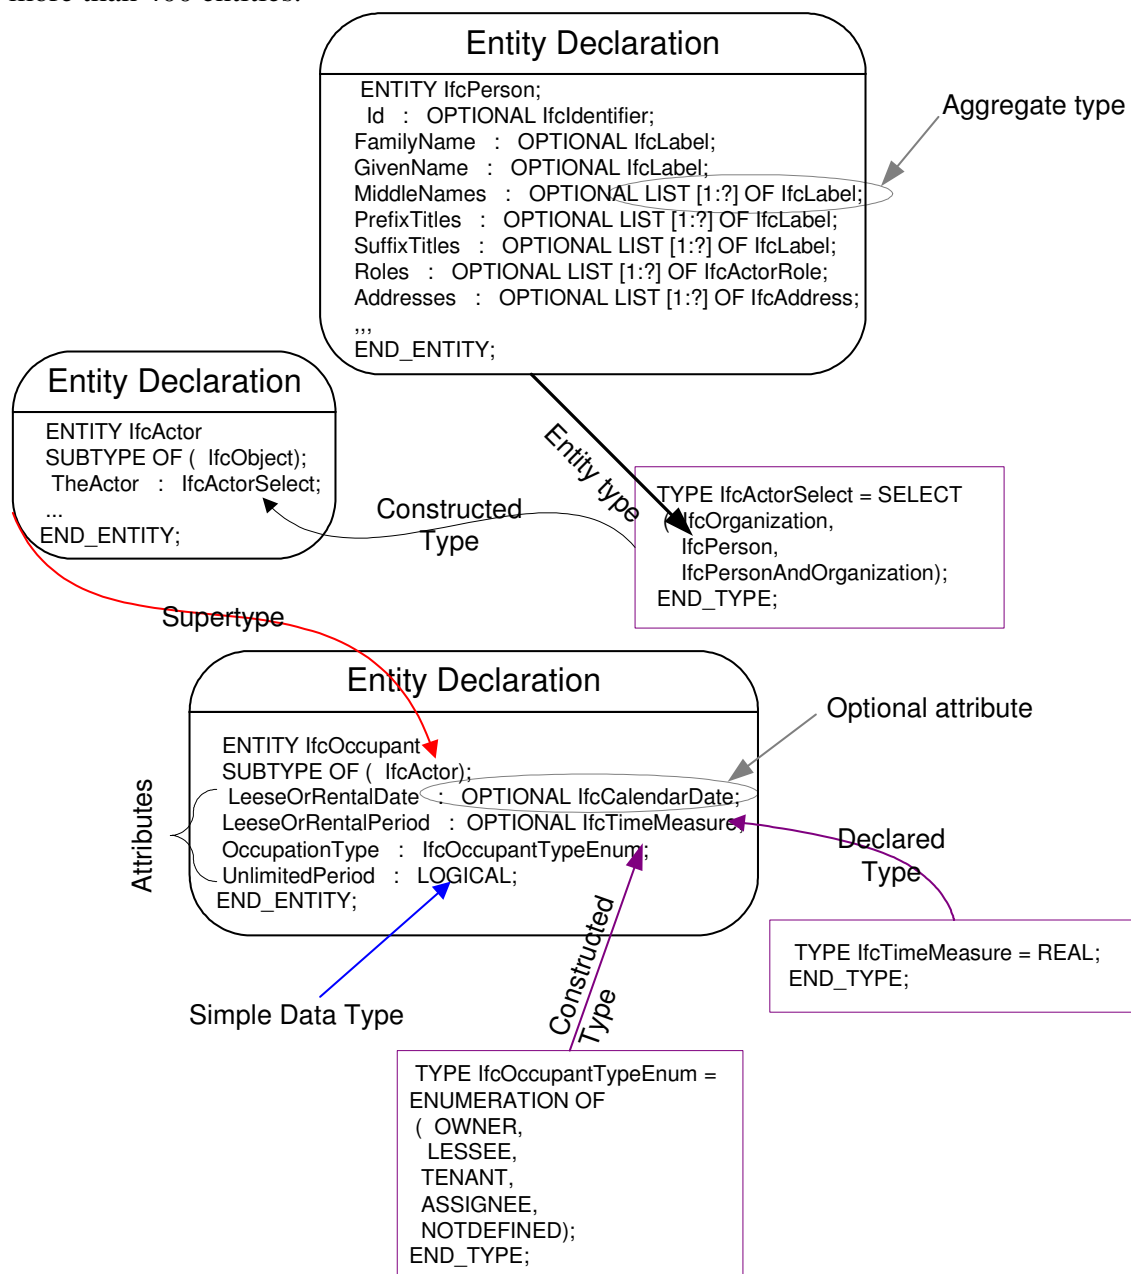 more than 400 entities.
Entity Declaration
ENTITY IfcPerson;
Id : OPTIONAL IfcIdentifier;
FamilyName : OPTIONAL IfcLabel;
GivenName : OPTIONAL IfcLabel;
MiddleNames : OPTIONAL LIST [1:?] OF IfcLabel;
PrefixTitles : OPTIONAL LIST [1:?] OF IfcLabel;
SuffixTitles : OPTIONAL LIST [1:?] OF IfcLabel;
Roles : OPTIONAL LIST [1:?] OF IfcActorRole;
Addresses : OPTIONAL LIST [1:?] OF IfcAddress;
,,,
END_ENTITY;
Aggregate type
Entity Declaration
ENTITY IfcActor
SUBTYPE OF ( IfcObject);
TheActor : IfcActorSelect;
...
END_ENTITY;
Constructed
Type
Entity type
TYPE IfcActorSelect = SELECT
( IfcOrganization,
IfcPerson,
IfcPersonAndOrganization);
END_TYPE;
Supertype
Entity Declaration
ENTITY IfcOccupant
SUBTYPE OF ( IfcActor);
LeeseOrRentalDate : OPTIONAL IfcCalendarDate;
LeeseOrRentalPeriod : OPTIONAL IfcTimeMeasure;
OccupationType : IfcOccupantTypeEnum;
UnlimitedPeriod : LOGICAL;
END_ENTITY;
Attributes
Optional attribute
Declared
Type
TYPE IfcTimeMeasure = REAL;
END_TYPE;
Simple Data Type
Constructed
Type
TYPE IfcOccupantTypeEnum =
ENUMERATION OF
( OWNER,
LESSEE,
TENANT,
ASSIGNEE,
NOTDEFINED);
END_TYPE;